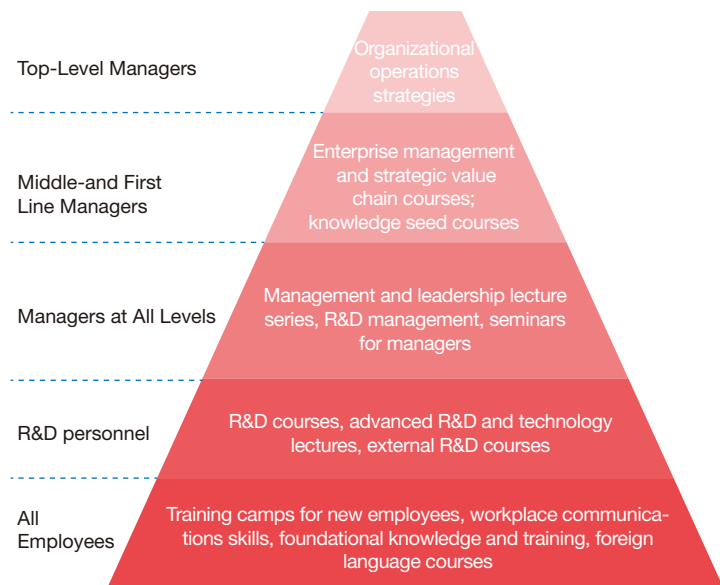 Top-Level Managers
Organizational
operations
strategies
Middle-and First
Line Managers
Enterprise management
and strategic value
chain courses;
knowledge seed courses
Managers at All Levels
Management and leadership lecture
series, R&D management, seminars
for managers
R&D personnel
R&D courses, advanced R&D and technology
lectures, external R&D courses
All
Employees
Training camps for new employees, workplace communica-
tions skills, foundational knowledge and training, foreign
language courses